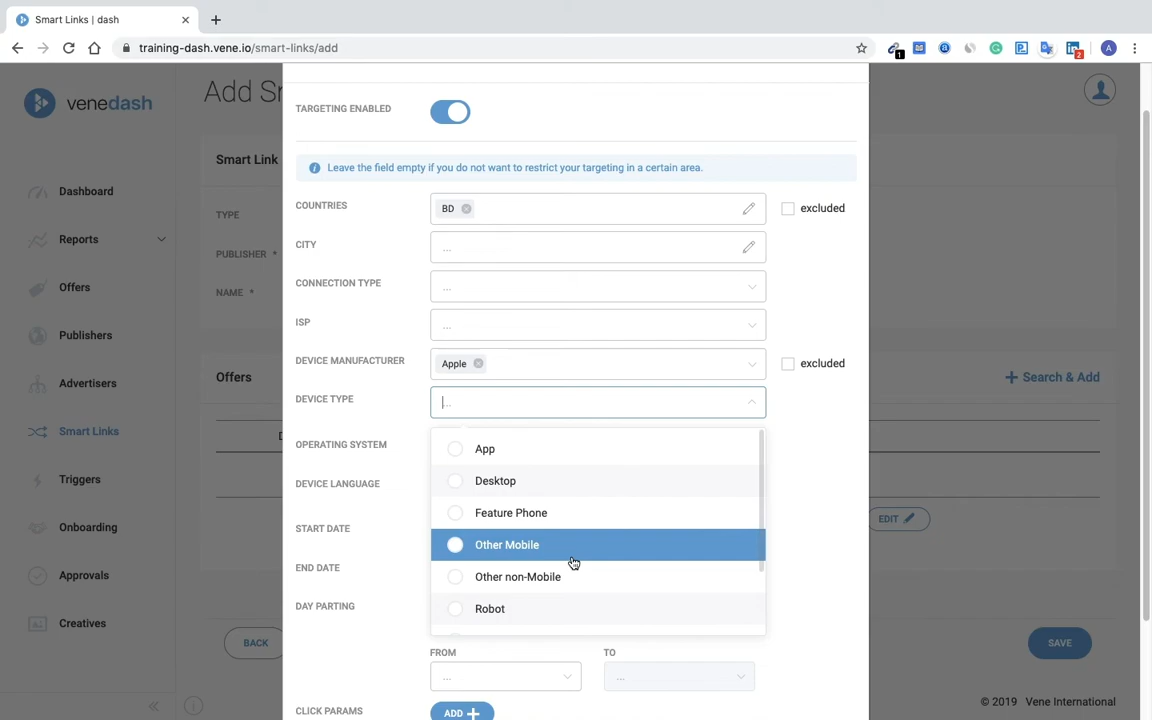 Smart Links | dash
training-dash.vene.io/smart-links/add
1
2
A
venedash
Add Sr
TARGETING ENABLED
Smart Link
Leave the field empty if you do not want to restrict your targeting in a certain area.
Dashboard
Reports
Offers
Publishers
Advertisers
Smart Links
Triggers
Onboarding
Approvals
Creatives
TYPE
PUBLISHER *
NAME *
Offers
+ Search & Add
D
EDIT
BACK
SAVE
© 2019 Vene International
COUNTRIES
BD
excluded
CITY
...
CONNECTION TYPE
...
ISP
...
DEVICE MANUFACTURER
Apple
excluded
DEVICE TYPE
...
App
Desktop
Feature Phone
Other Mobile
Other non-Mobile
Robot
OPERATING SYSTEM
DEVICE LANGUAGE
START DATE
END DATE
DAY PARTING
FROM
TO
...
...
CLICK PARAMS
ADD +